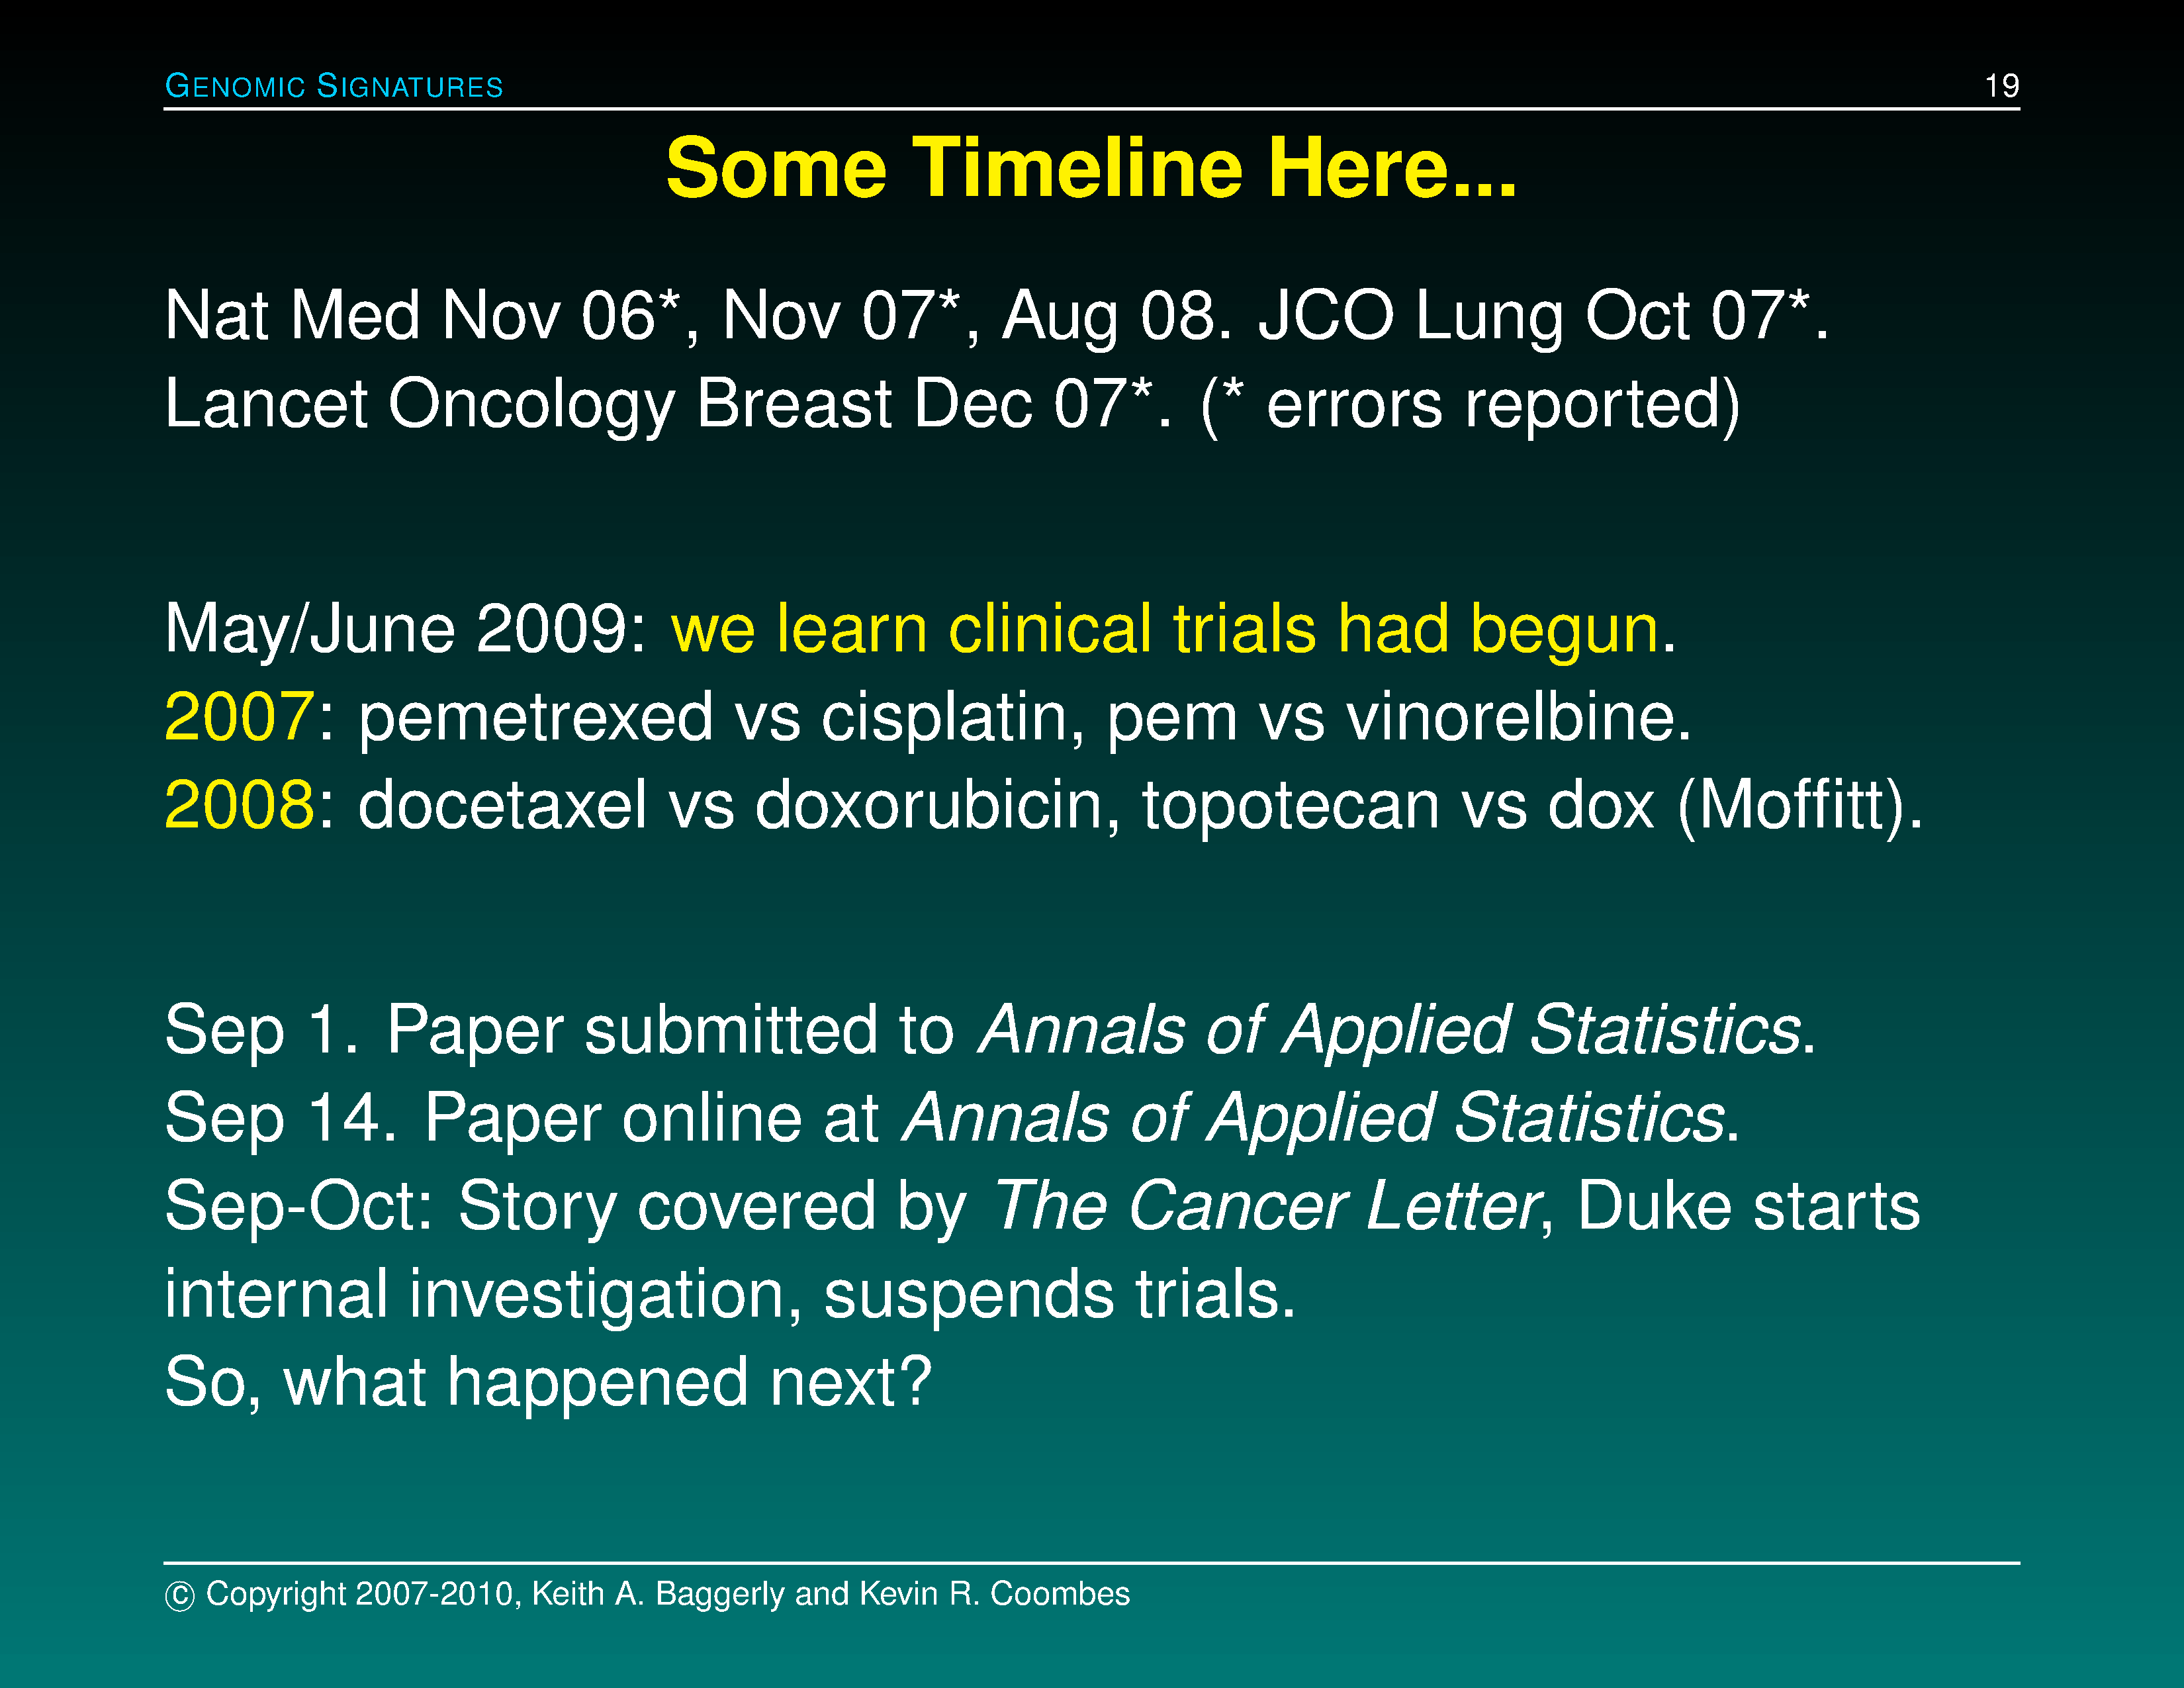 GENOMIC SIGNATURES 19
Some Timeline Here...
Nat Med Nov 06*, Nov 07*, Aug 08. JCO Lung Oct 07*.
Lancet Oncology Breast Dec 07*. (* errors reported)
May/June 2009: we learn clinical trials had begun.
2007: pemetrexed vs cisplatin, pem vs vinorelbine.
2008: docetaxel vs doxorubicin, topotecan vs dox (Moffitt).
Sep 1. Paper submitted to Annals of Applied Statistics.
Sep 14. Paper online at Annals of Applied Statistics.
Sep-Oct: Story covered by The Cancer Letter, Duke starts
internal investigation, suspends trials.
So, what happened next?
© Copyright 2007-2010, Keith A. Baggerly and Kevin R. Coombes